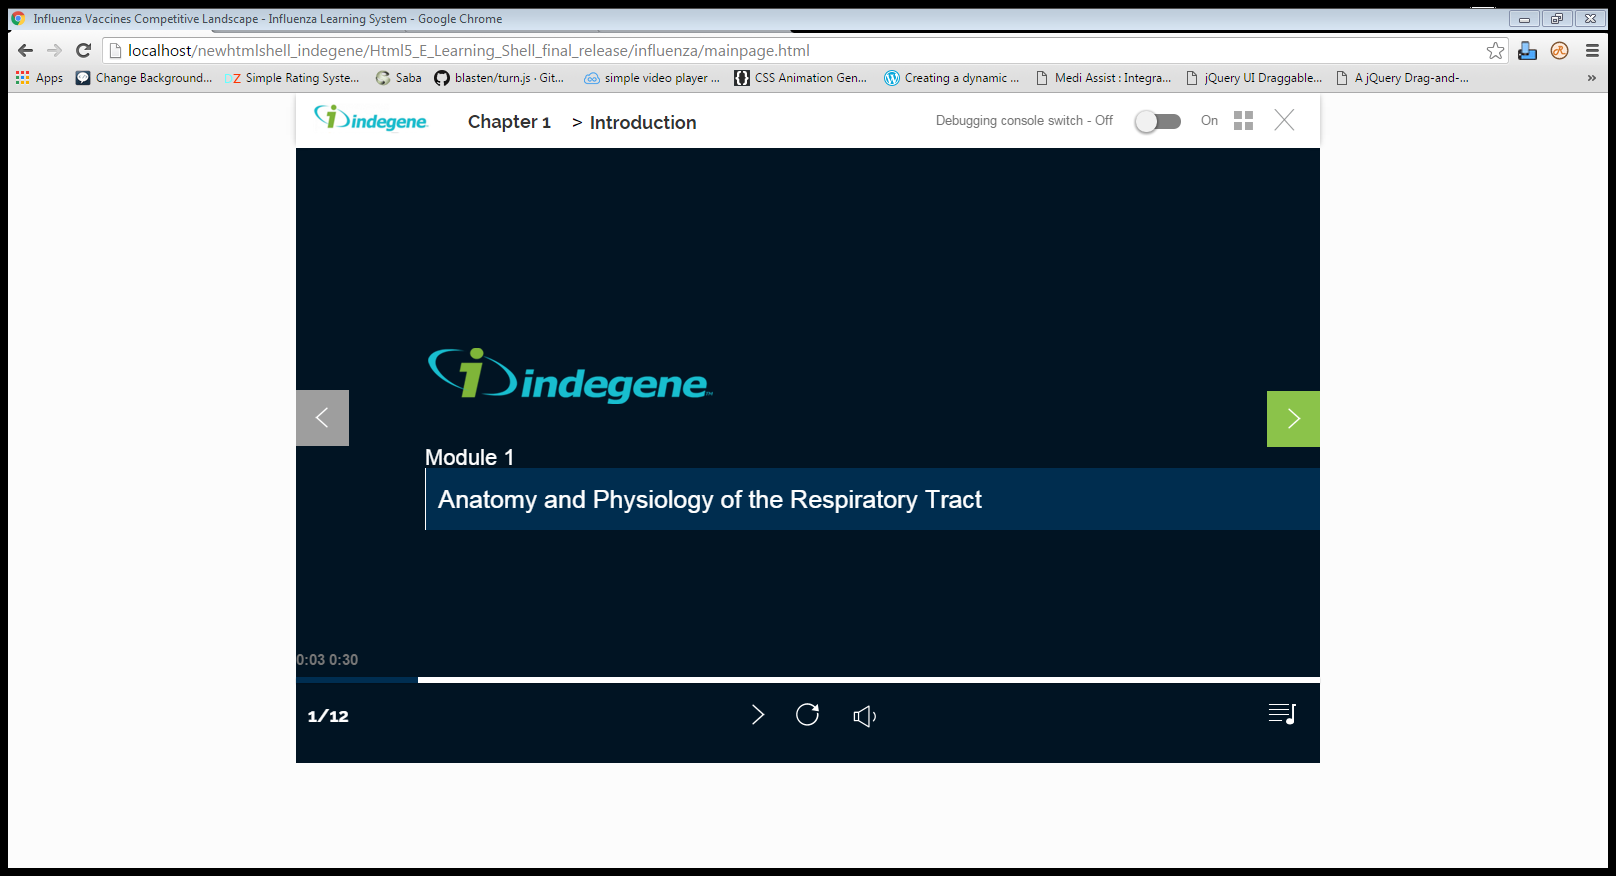 Influenza Vaccines Competitive Landscape - Influenza Learning System - Google Chrome
localhost/newhtmlshell_indegene/Html5_E_Learning_Shell_final_release/influenza/mainpage.html
Apps Change Background... Simple Rating Syste... Saba blasten/turn.js · Git... simple video player ... CSS Animation Gen... Creating a dynamic ... Medi Assist : Integra... jQuery UI Draggable... A jQuery Drag-and-... »
indegene Chapter 1 > Introduction Debugging console switch - Off On
indegene™
Module 1
Anatomy and Physiology of the Respiratory Tract
0:03 0:30
1/12